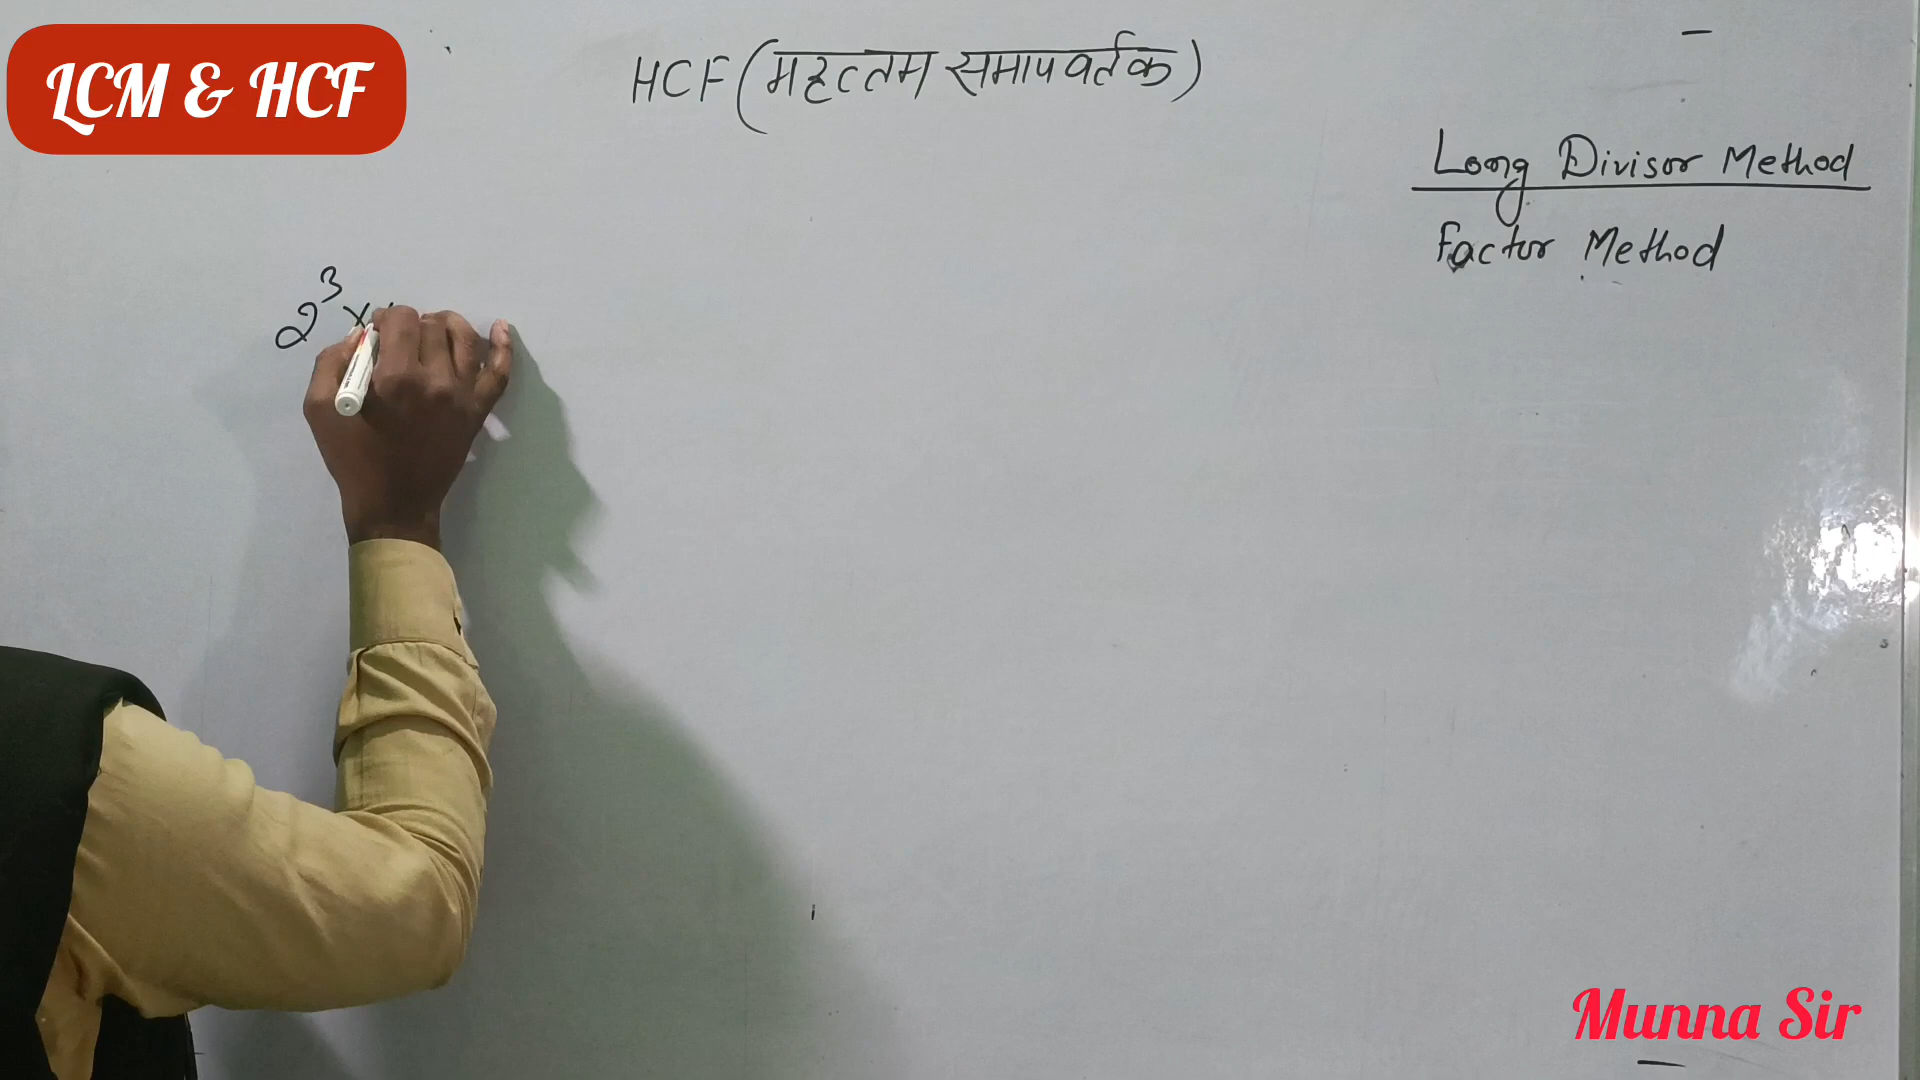 LCM & HCF
HCF (महत्तम समापवर्तक)
Long Divisor Method
Factor Method
2³ ×
Munna Sir